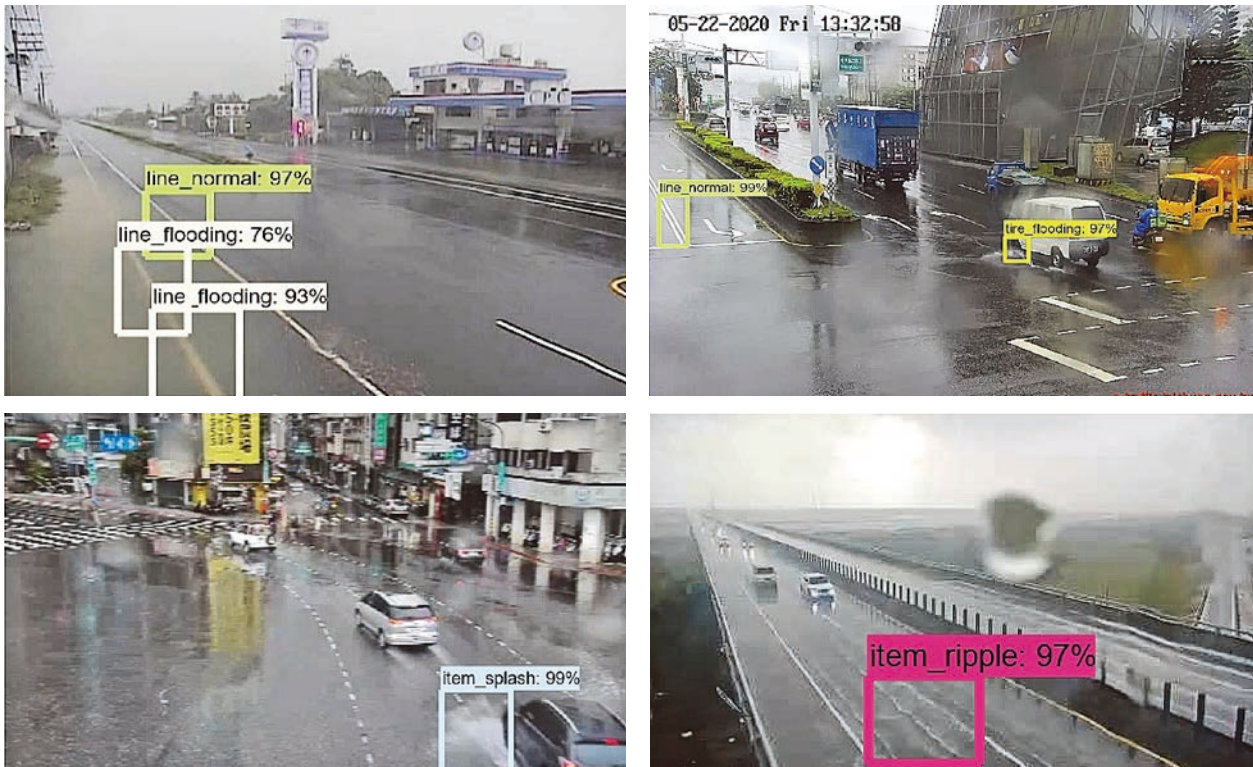 line_normal: 97%
line_flooding: 76%
line_flooding: 93%
05-22-2020 Fri 13:32:58
line_normal: 99%
tire_flooding: 97%
item_splash: 99%
item_ripple: 97%